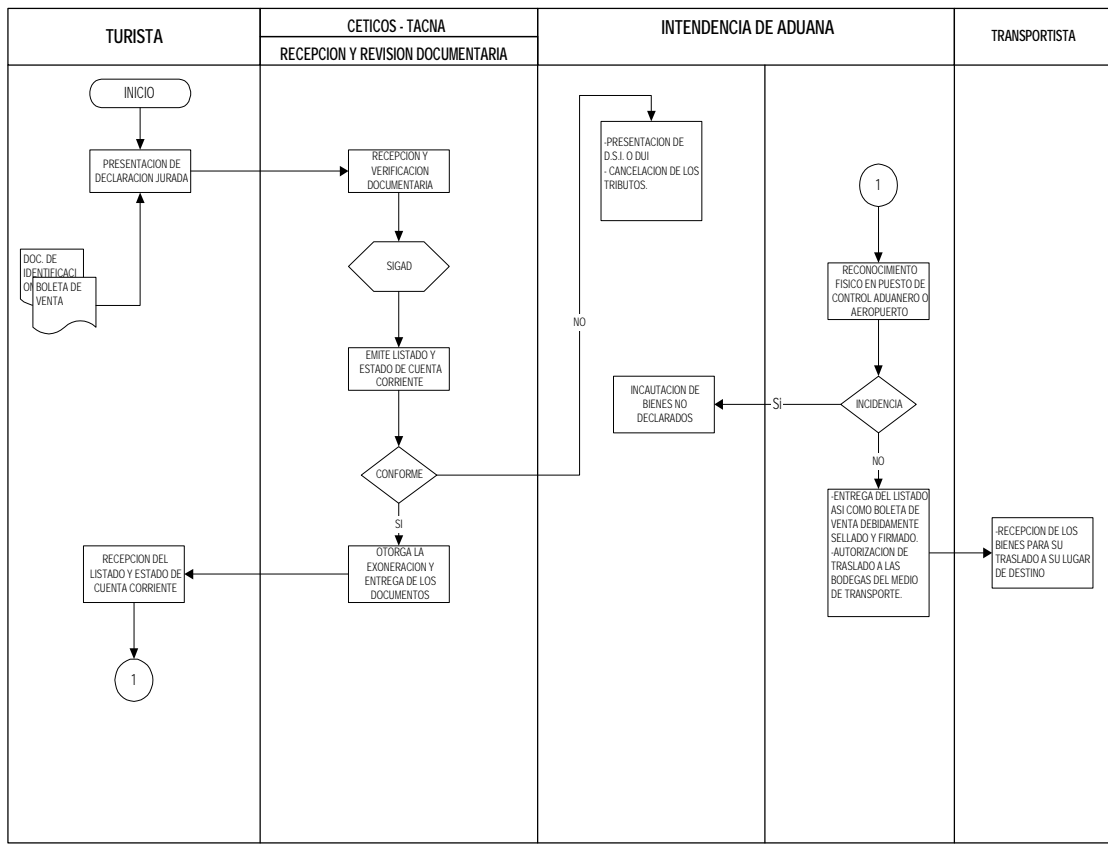 TURISTA
CETICOS - TACNA
RECEPCION Y REVISION DOCUMENTARIA
INTENDENCIA DE ADUANA
TRANSPORTISTA
INICIO
PRESENTACION DE
DECLARACION JURADA
DOC. DE
IDENTIFICACI
ON
BOLETA DE
VENTA
RECEPCION Y
VERIFICACION
DOCUMENTARIA
SIGAD
EMITE LISTADO Y
ESTADO DE CUENTA
CORRIENTE
CONFORME
NO
SI
OTORGA LA
EXONERACION Y
ENTREGA DE LOS
DOCUMENTOS
RECEPCION DEL
LISTADO Y ESTADO DE
CUENTA CORRIENTE
1
-PRESENTACION DE
D.S.I. O DUI
- CANCELACION DE LOS
TRIBUTOS.
1
RECONOCIMIENTO
FISICO EN PUESTO DE
CONTROL ADUANERO O
AEROPUERTO
INCIDENCIA
Si
INCAUTACION DE
BIENES NO
DECLARADOS
NO
-ENTREGA DEL LISTADO
ASI COMO BOLETA DE
VENTA DEBIDAMENTE
SELLADO Y FIRMADO.
-AUTORIZACION DE
TRASLADO A LAS
BODEGAS DEL MEDIO
DE TRANSPORTE.
-RECEPCION DE LOS
BIENES PARA SU
TRASLADO A SU LUGAR
DE DESTINO